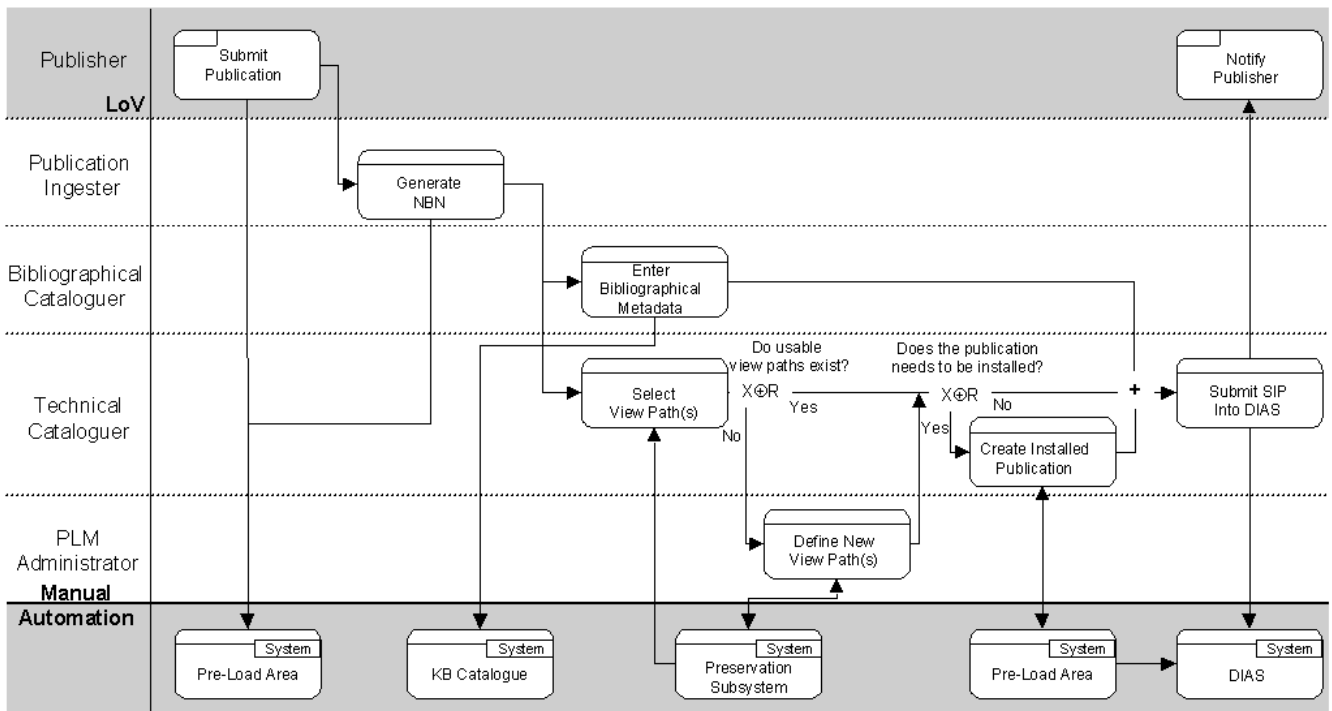 Publisher
LoV
Submit
Publication
Notify
Publisher
Publication
Ingester
Generate
NBN
Bibliographical
Cataloguer
Enter
Bibliographical
Metadata
Technical
Cataloguer
Select
View Path(s)
Do usable
view paths exist?
X⊕R
Yes
No
Does the publication
needs to be installed?
X⊕R
No
Yes
Create Installed
Publication
+
Submit SIP
Into DIAS
PLM
Administrator
Define New
View Path(s)
Manual
Automation
System
Pre-Load Area
System
KB Catalogue
System
Preservation
Subsystem
System
Pre-Load Area
System
DIAS